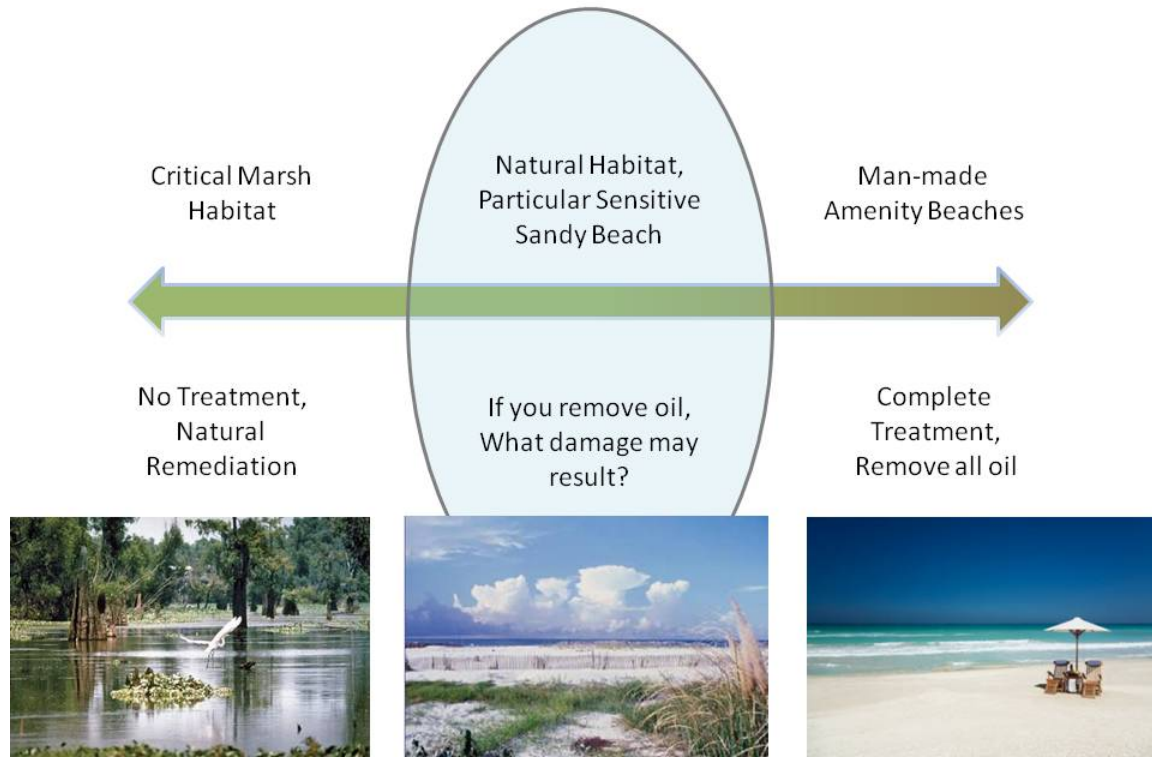 Critical Marsh
Habitat
Natural Habitat,
Particular Sensitive
Sandy Beach
Man-made
Amenity Beaches
No Treatment,
Natural
Remediation
If you remove oil,
What damage may
result?
Complete
Treatment,
Remove all oil